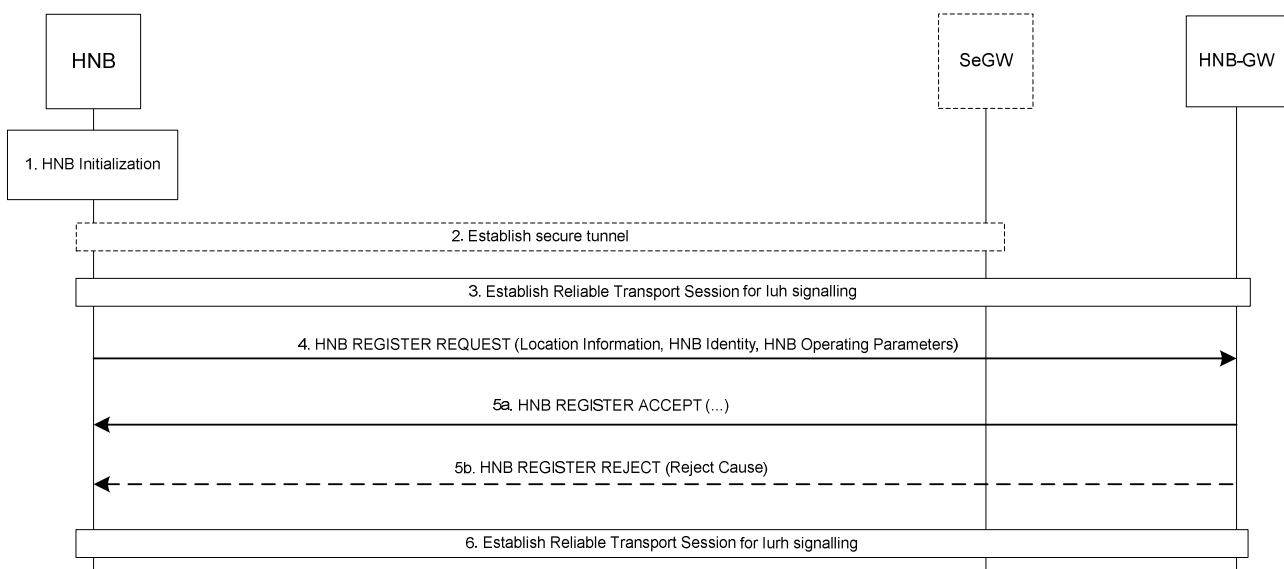 HNB
SeGW
HNB-GW
1. HNB Initialization
2. Establish secure tunnel
3. Establish Reliable Transport Session for Iuh signalling
4. HNB REGISTER REQUEST (Location Information, HNB Identity, HNB Operating Parameters)
5a. HNB REGISTER ACCEPT (...)
5b. HNB REGISTER REJECT (Reject Cause)
6. Establish Reliable Transport Session for Iurh signalling